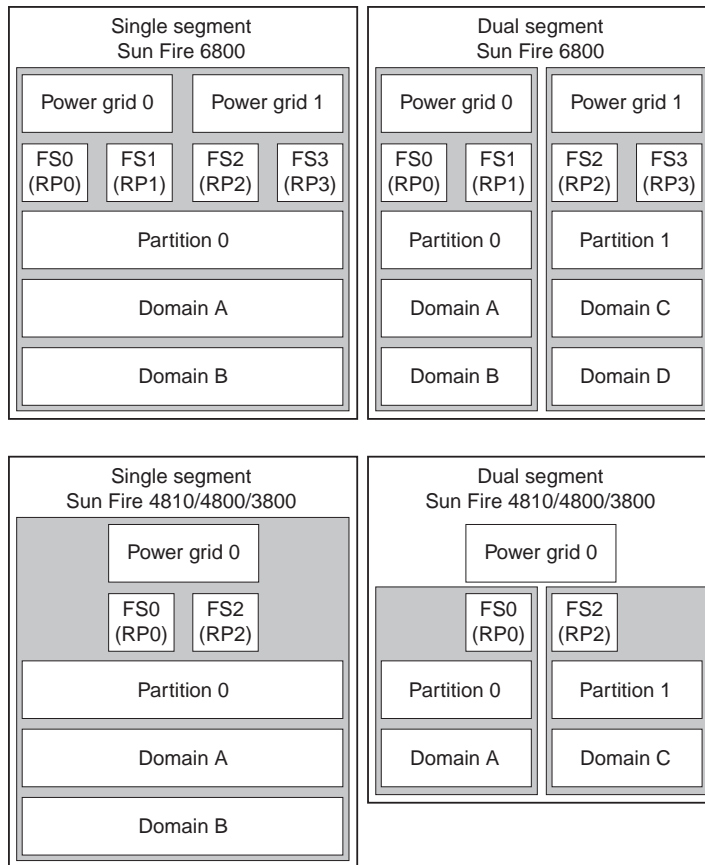 Single segment
Sun Fire 6800
Power grid 0
Power grid 1
FS0
(RP0)
FS1
(RP1)
FS2
(RP2)
FS3
(RP3)
Partition 0
Domain A
Domain B
Dual segment
Sun Fire 6800
Power grid 0
FS0
(RP0)
FS1
(RP1)
Partition 0
Domain A
Domain B
Power grid 1
FS2
(RP2)
FS3
(RP3)
Partition 1
Domain C
Domain D
Single segment
Sun Fire 4810/4800/3800
Power grid 0
FS0
(RP0)
FS2
(RP2)
Partition 0
Domain A
Domain B
Dual segment
Sun Fire 4810/4800/3800
Power grid 0
FS0
(RP0)
Partition 0
Domain A
FS2
(RP2)
Partition 1
Domain C